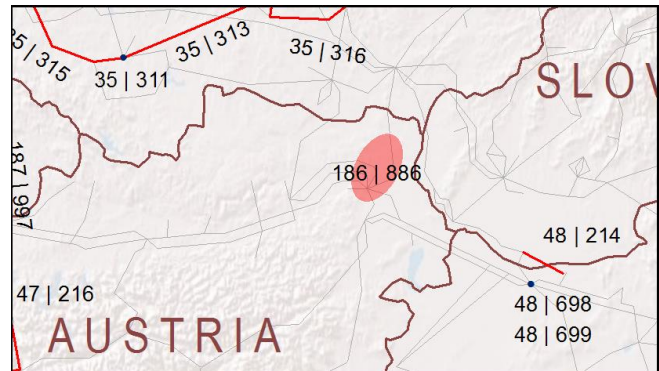 35 | 313
35 | 316
35 | 315
35 | 311
SLOV
186 | 886
187 | 997
48 | 214
47 | 216
48 | 698
48 | 699
AUSTRIA